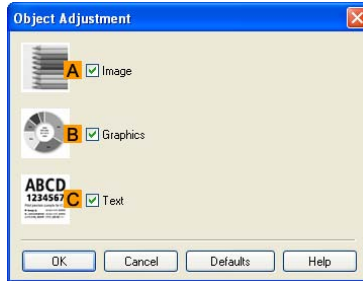 Object Adjustment
A Image
B Graphics
ABCD
1234567
C Text
OK Cancel Defaults Help